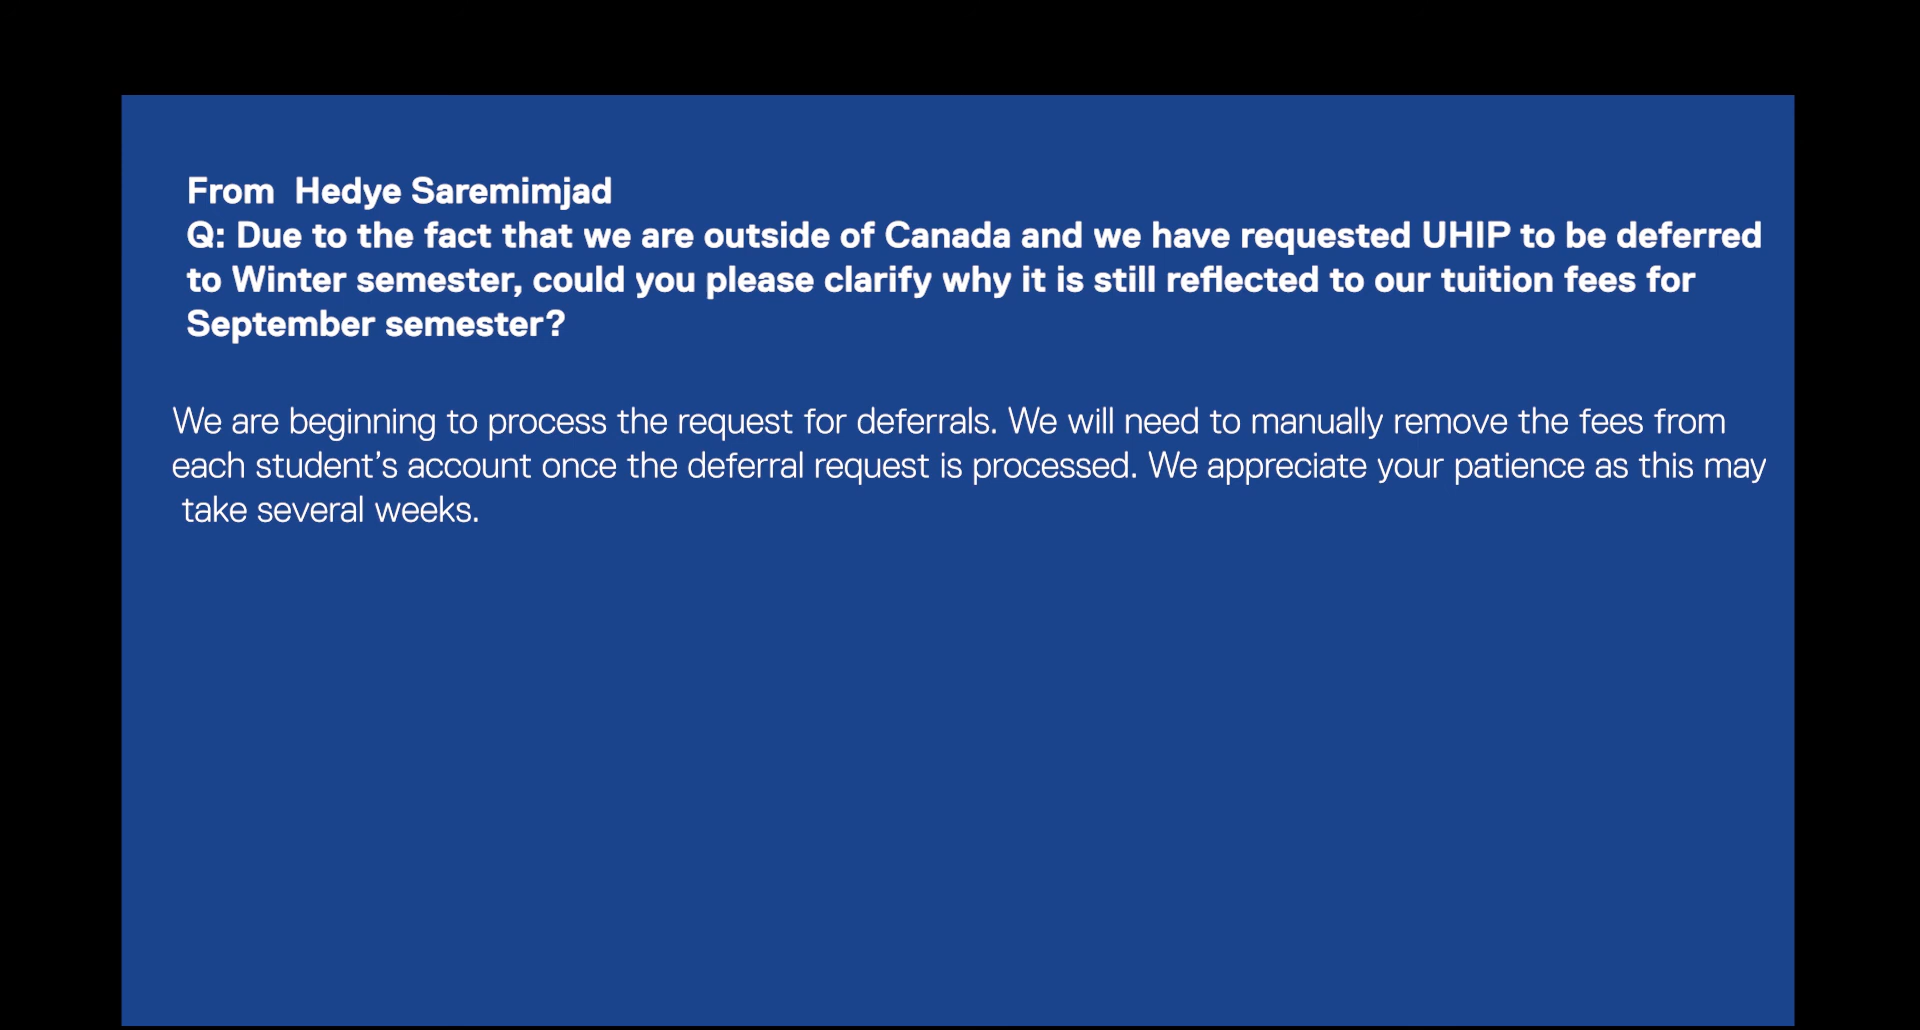 From  Hedye Saremimjad
Q: Due to the fact that we are outside of Canada and we have requested UHIP to be deferred
to Winter semester, could you please clarify why it is still reflected to our tuition fees for
September semester?
We are beginning to process the request for deferrals. We will need to manually remove the fees from
each student’s account once the deferral request is processed. We appreciate your patience as this may
take several weeks.